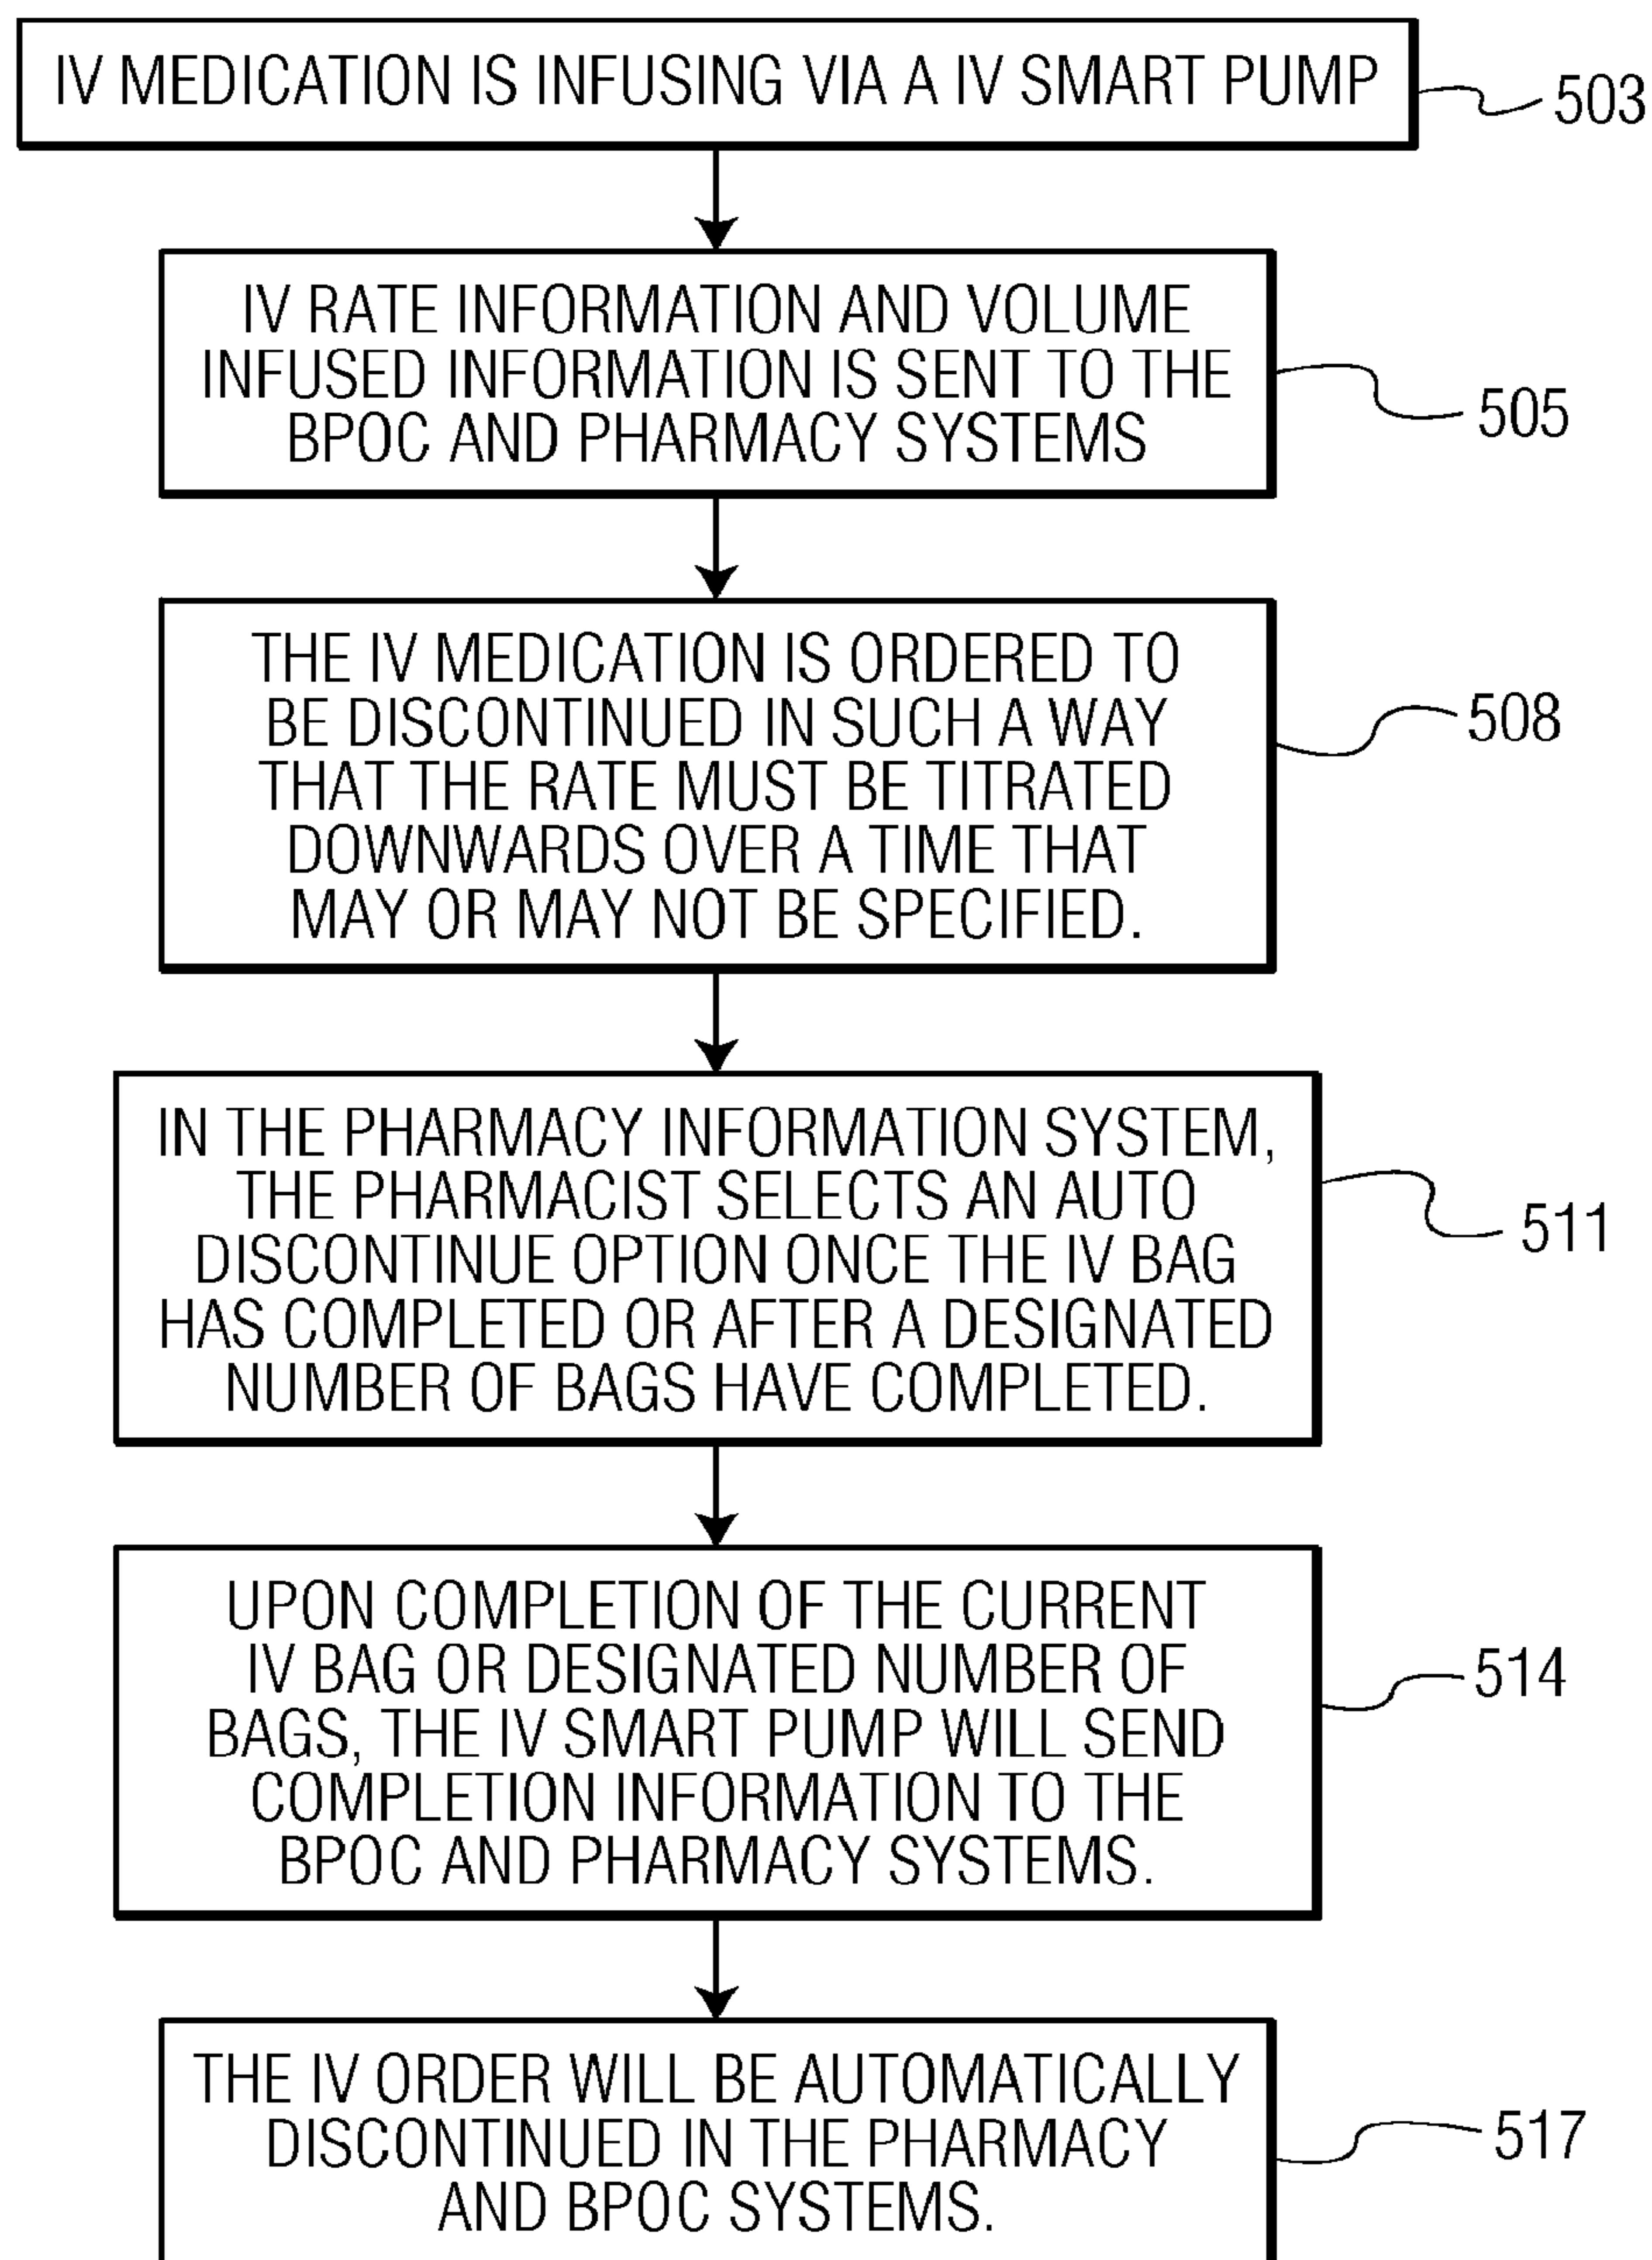 IV MEDICATION IS INFUSING VIA A IV SMART PUMP
503
IV RATE INFORMATION AND VOLUME
INFUSED INFORMATION IS SENT TO THE
BPOC AND PHARMACY SYSTEMS
505
THE IV MEDICATION IS ORDERED TO
BE DISCONTINUED IN SUCH A WAY
THAT THE RATE MUST BE TITRATED
DOWNWARDS OVER A TIME THAT
MAY OR MAY NOT BE SPECIFIED.
508
IN THE PHARMACY INFORMATION SYSTEM,
THE PHARMACIST SELECTS AN AUTO
DISCONTINUE OPTION ONCE THE IV BAG
HAS COMPLETED OR AFTER A DESIGNATED
NUMBER OF BAGS HAVE COMPLETED.
511
UPON COMPLETION OF THE CURRENT
IV BAG OR DESIGNATED NUMBER OF
BAGS, THE IV SMART PUMP WILL SEND
COMPLETION INFORMATION TO THE
BPOC AND PHARMACY SYSTEMS.
514
THE IV ORDER WILL BE AUTOMATICALLY
DISCONTINUED IN THE PHARMACY
AND BPOC SYSTEMS.
517